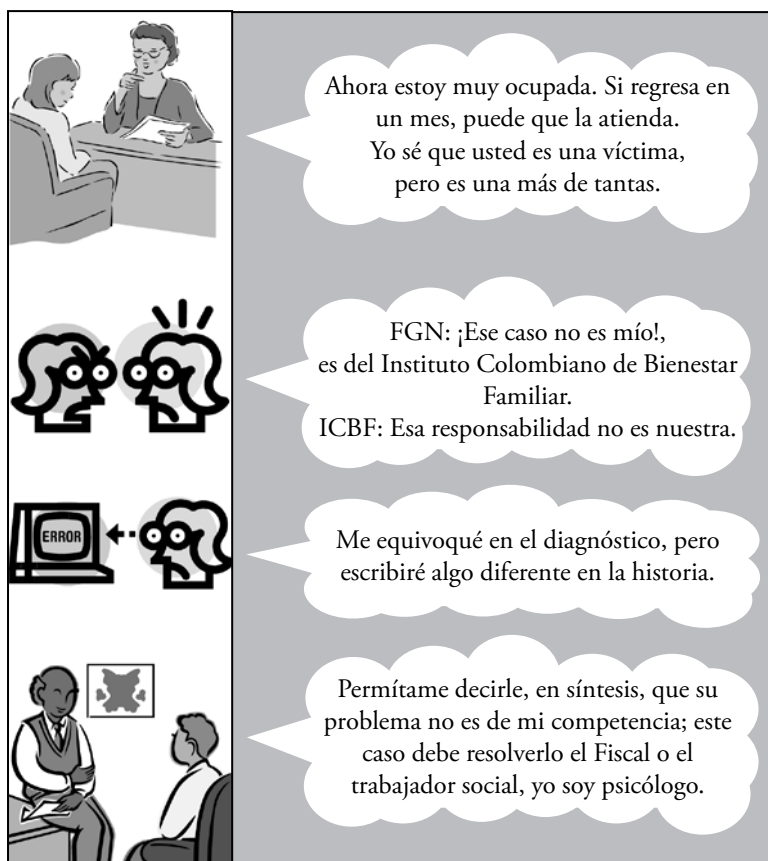 Ahora estoy muy ocupada. Si regresa en
un mes, puede que la atienda.
Yo sé que usted es una víctima,
pero es una más de tantas.
FGN: ¡Ese caso no es mío!,
es del Instituto Colombiano de Bienestar
Familiar.
ICBF: Esa responsabilidad no es nuestra.
ERROR
Me equivoqué en el diagnóstico, pero
escribiré algo diferente en la historia.
Permítame decirle, en síntesis, que su
problema no es de mi competencia; este
caso debe resolverlo el Fiscal o el
trabajador social, yo soy psicólogo.